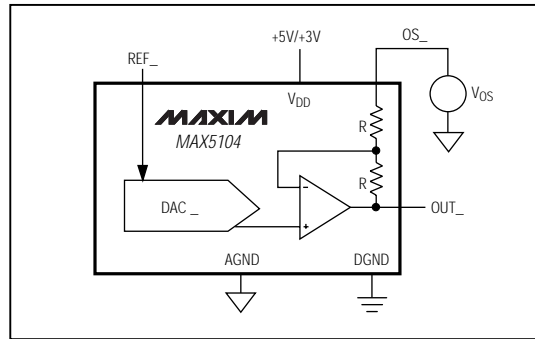 +5V/+3V
OS_
REF_
VDD
VOS
MAXIM
MAX5104
R
R
DAC _
−
+
OUT_
AGND
DGND